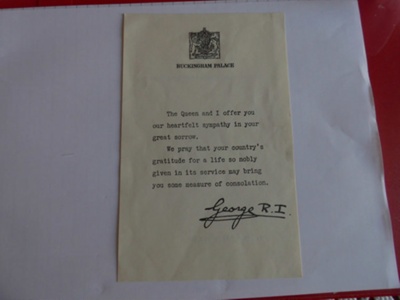 BUCKINGHAM PALACE
The Queen and I offer you
our heartfelt sympathy in your
great sorrow.
We pray that your country's
gratitude for a life so nobly
given in its service may bring
you some measure of consolation.
George R.I.